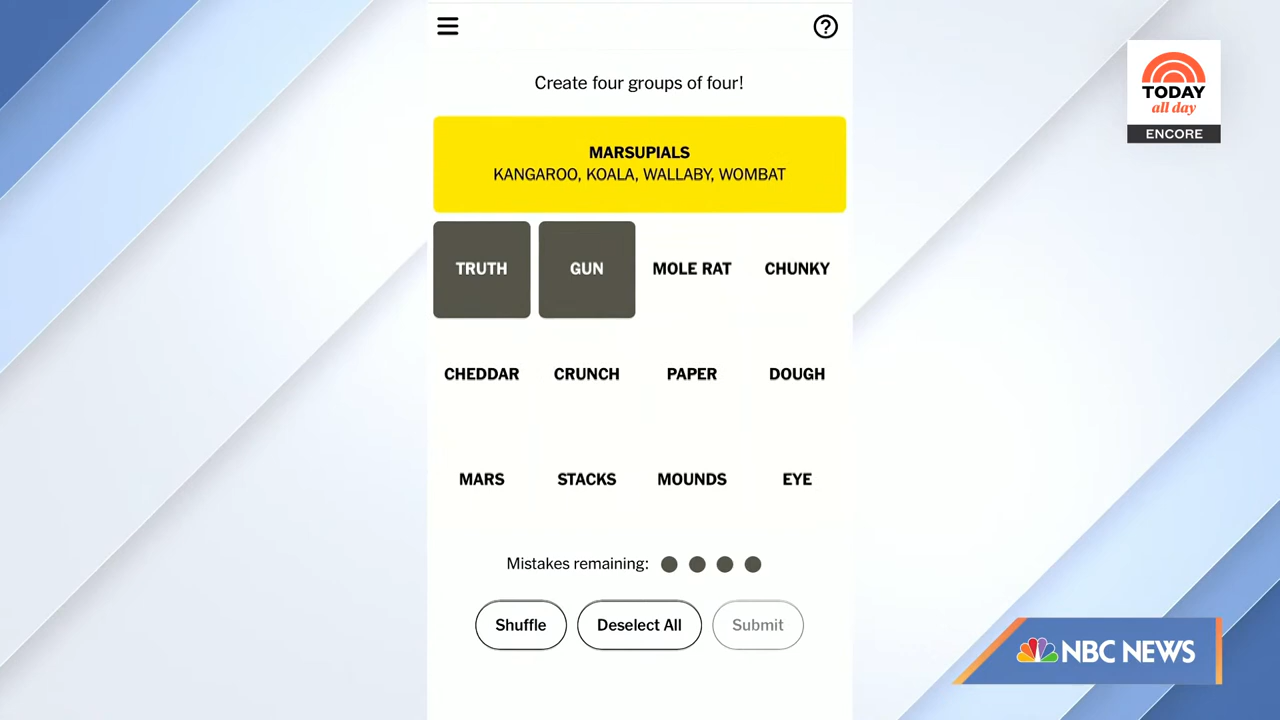 Create four groups of four!
MARSUPIALS
KANGAROO, KOALA, WALLABY, WOMBAT
TRUTH GUN MOLE RAT CHUNKY
CHEDDAR CRUNCH PAPER DOUGH
MARS STACKS MOUNDS EYE
Mistakes remaining:
Shuffle Deselect All Submit
TODAY
all day
ENCORE
NBC NEWS